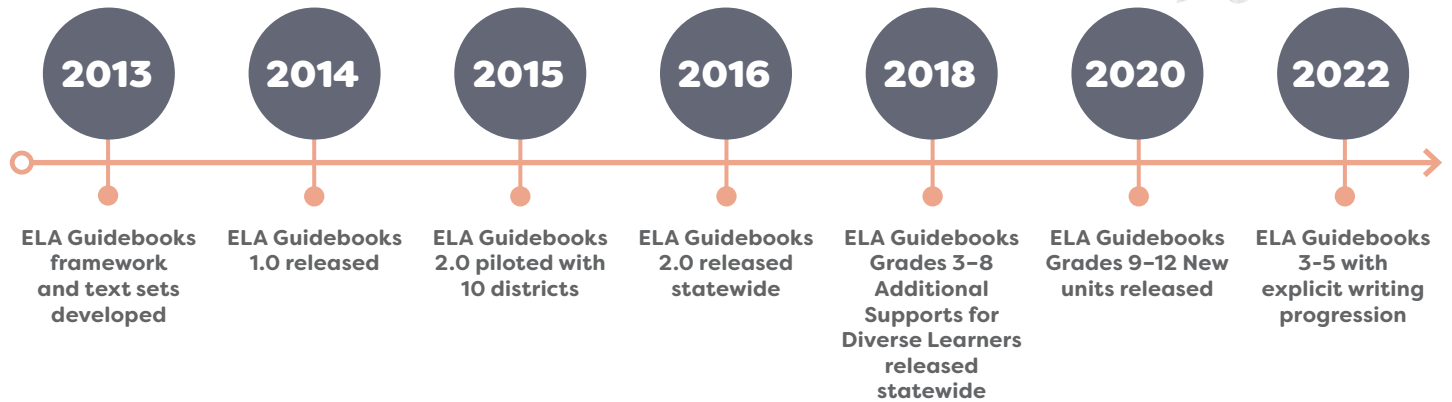 2013
ELA Guidebooks
framework
and text sets
developed
2014
ELA Guidebooks
1.0 released
2015
ELA Guidebooks
2.0 piloted with
10 districts
2016
ELA Guidebooks
2.0 released
statewide
2018
ELA Guidebooks
Grades 3–8
Additional
Supports for
Diverse Learners
released
statewide
2020
ELA Guidebooks
Grades 9–12 New
units released
2022
ELA Guidebooks
3-5 with
explicit writing
progression